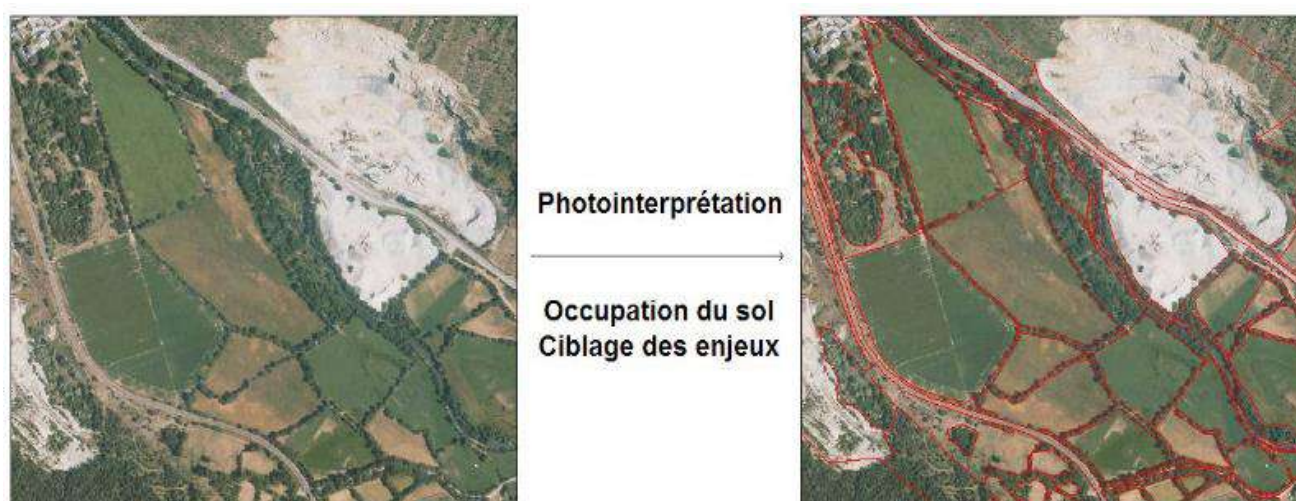 Photointerprétation
Occupation du sol
Ciblage des enjeux